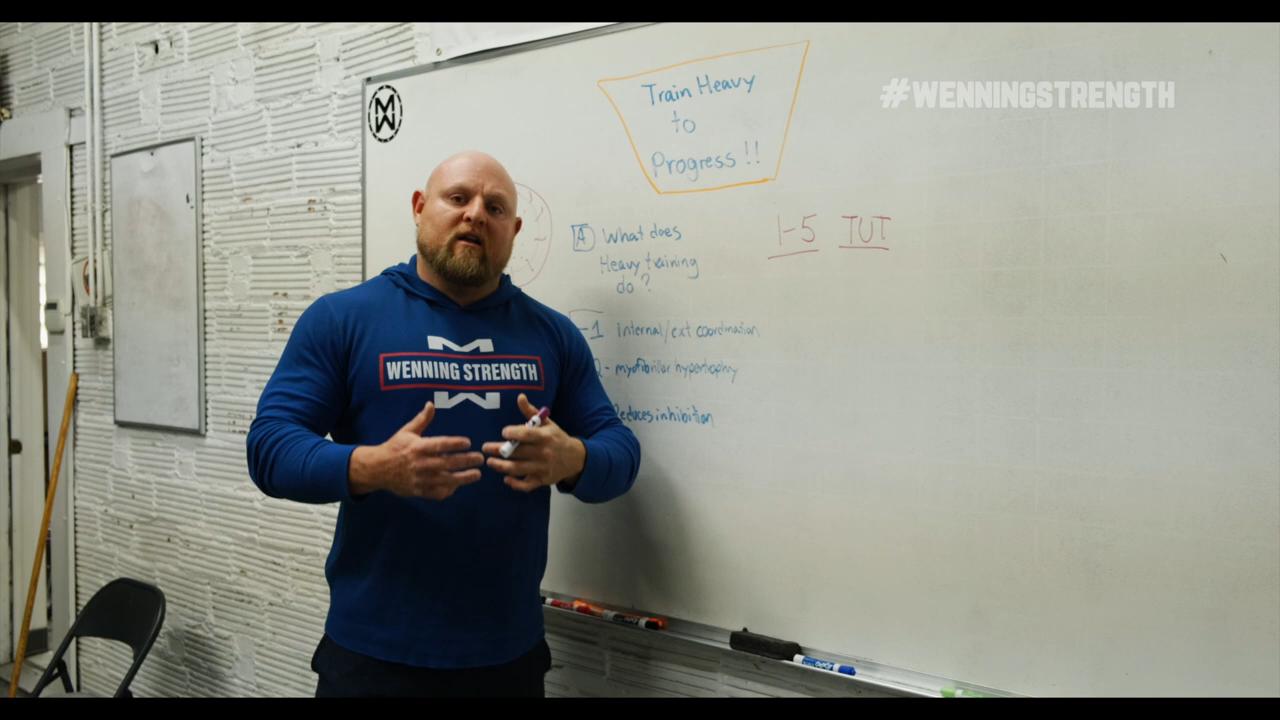 #WENNINGSTRENGTH
Train Heavy
to
Progress !!
1-5 TUT
A What does
Heavy training
do ?
1 internal/ext coordination
- myofibrillar hypertrophy
Reduces inhibition
WENNING STRENGTH